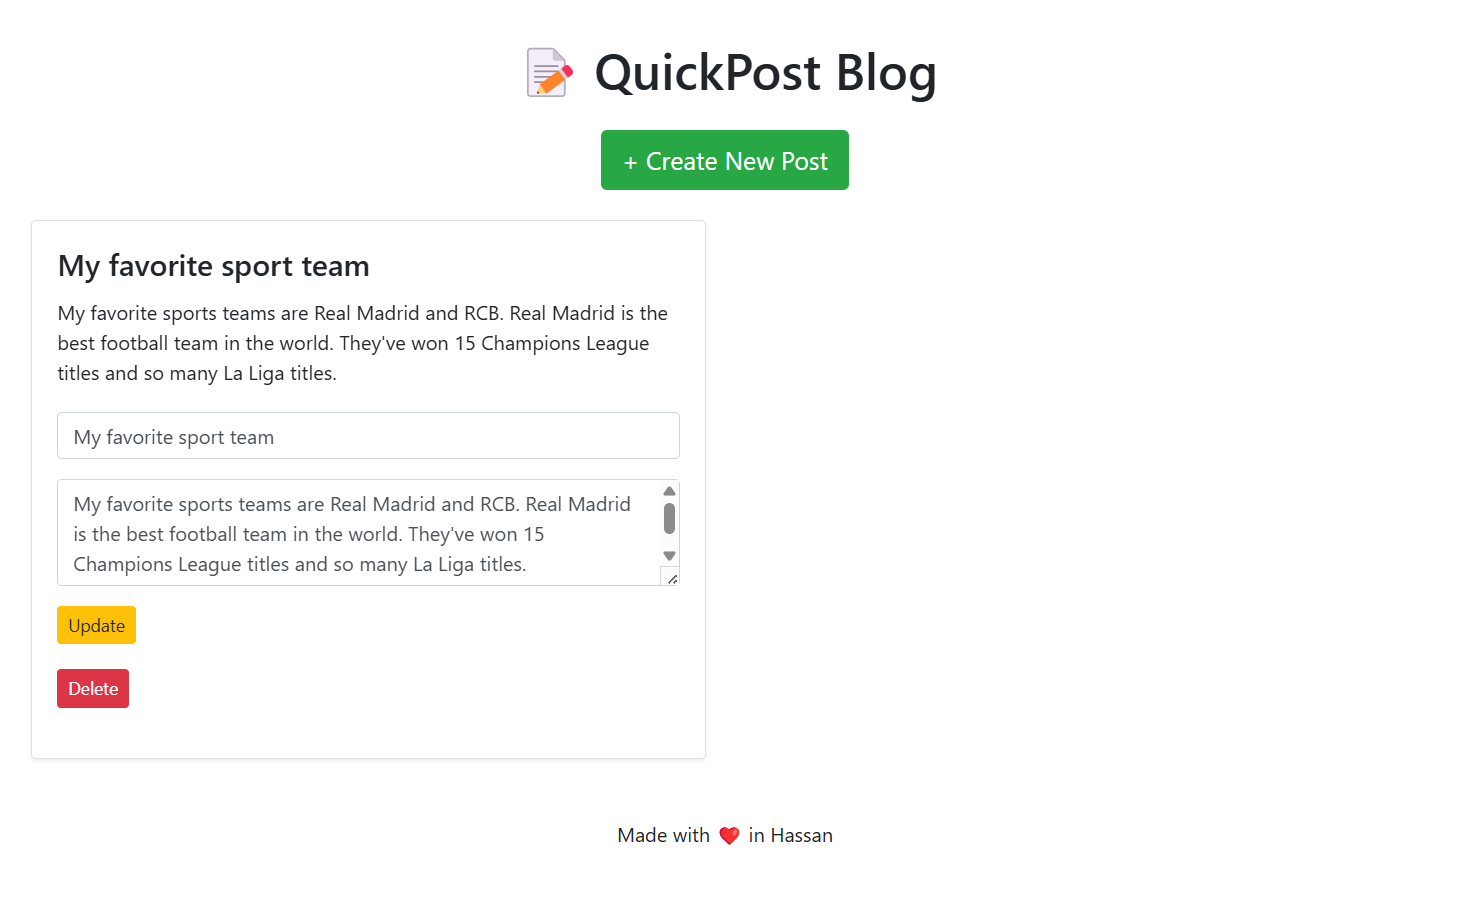 📝 QuickPost Blog
+ Create New Post
My favorite sport team
My favorite sports teams are Real Madrid and RCB. Real Madrid is the
best football team in the world. They've won 15 Champions League
titles and so many La Liga titles.
My favorite sport team
My favorite sports teams are Real Madrid and RCB. Real Madrid
is the best football team in the world. They've won 15
Champions League titles and so many La Liga titles.
Update
Delete
Made with ❤️ in Hassan